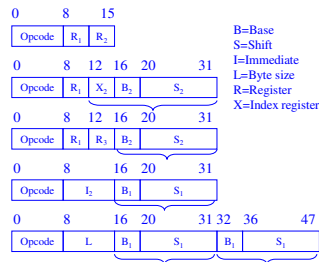 0 8 15
Opcode R₁ R₂
0 8 12 16 20 31
Opcode R₁ X₂ B₂ S₂
0 8 12 16 20 31
Opcode R₁ R₃ B₂ S₂
0 8 16 20 31
Opcode I₂ B₁ S₁
0 8 16 20 31 32 36 47
Opcode L B₁ S₁ B₁ S₁
B=Base
S=Shift
I=Immediate
L=Byte size
R=Register
X=Index register